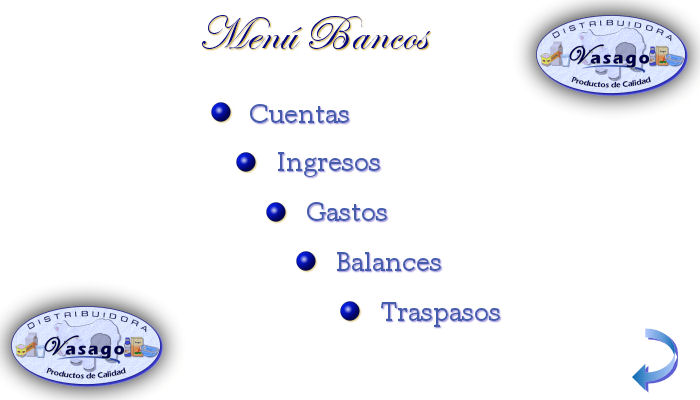 Menú Bancos
DISTRIBUIDORA
Vasago
Productos de Calidad
Cuentas
Ingresos
Gastos
Balances
Traspasos
DISTRIBUIDORA
Vasago
Productos de Calidad